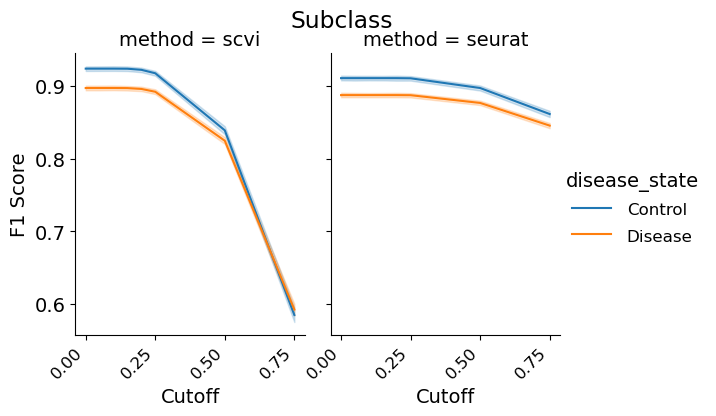 Subclass
method = scvi
method = seurat
F1 Score
0.9
0.8
0.7
0.6
0.00
0.25
0.50
0.75
0.00
0.25
0.50
0.75
Cutoff
Cutoff
disease_state
Control
Disease